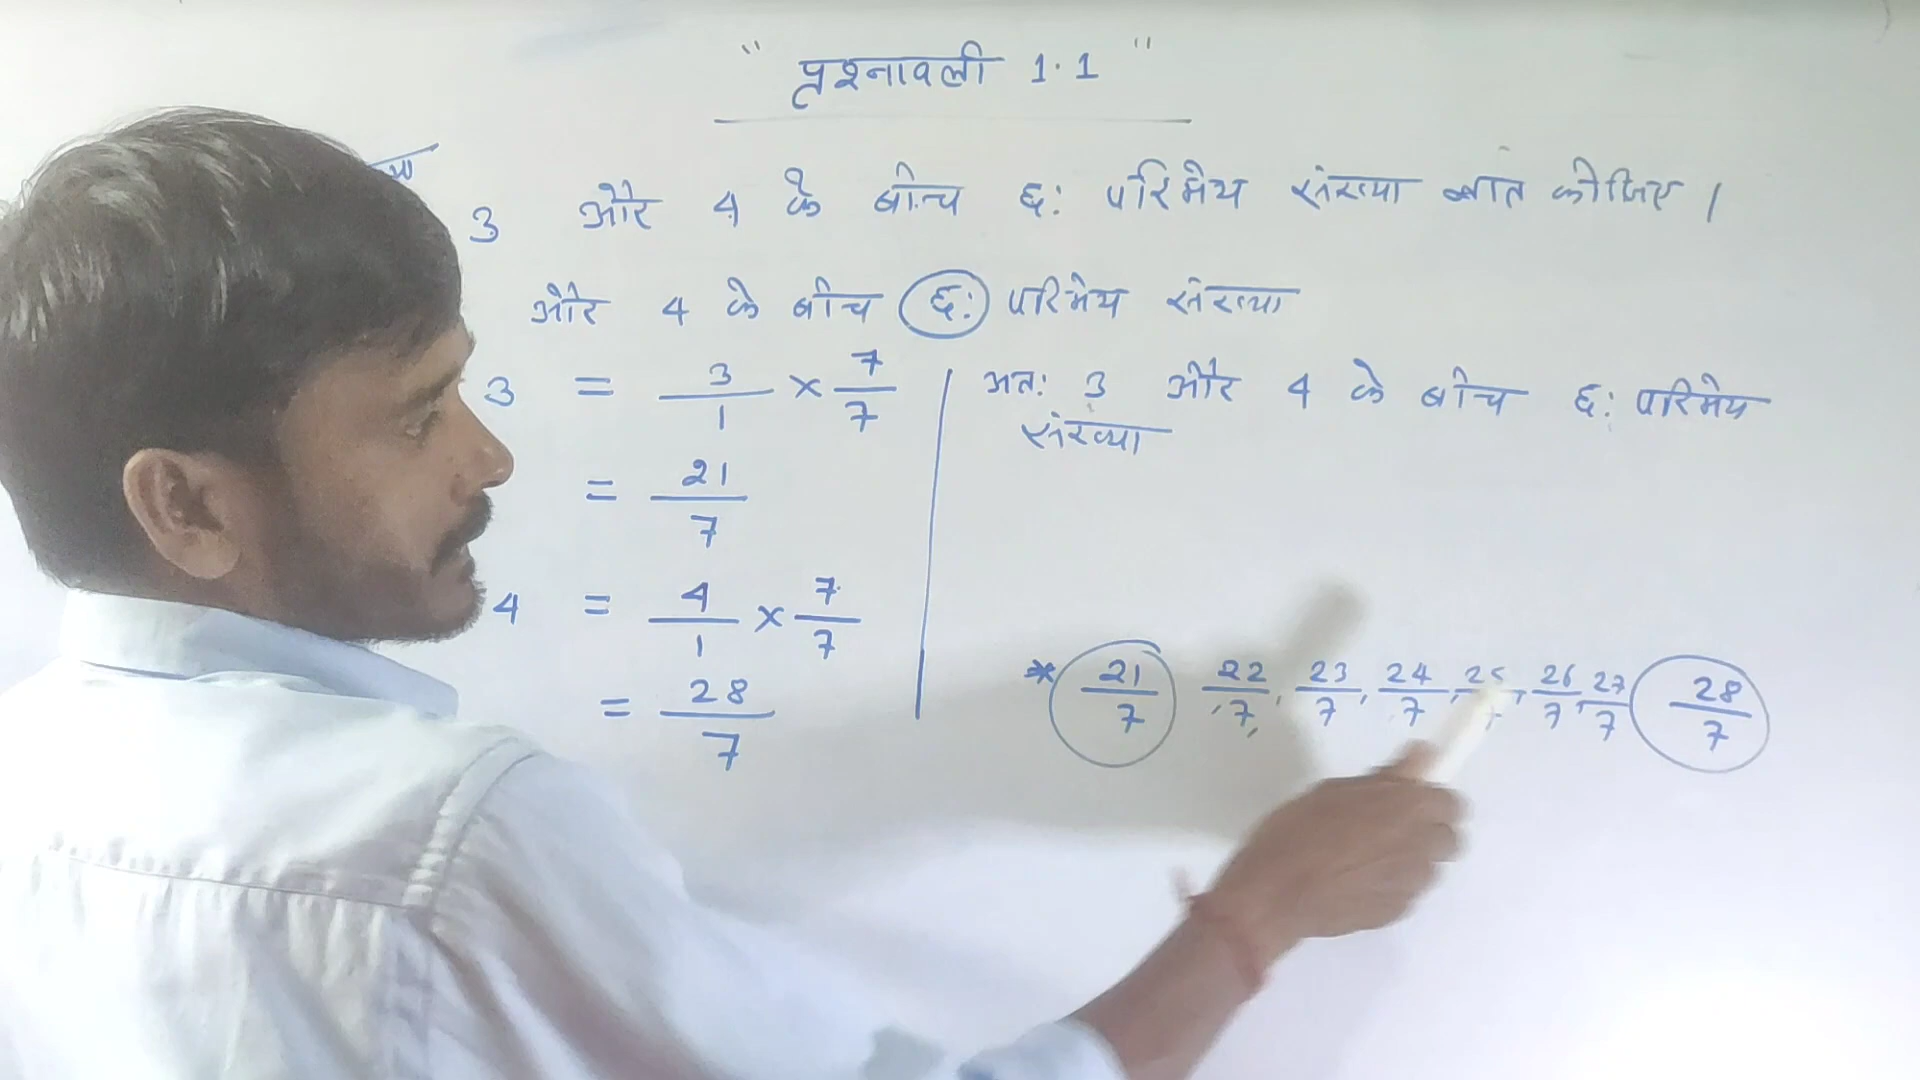 " प्रश्नावली 1.1 "
3 और 4 के बीच छ: परिमेय संख्या ज्ञात कीजिए।
और 4 के बीच छ: परिमेय संख्या
3 = 3/1 × 7/7
= 21/7
4 = 4/1 × 7/7
= 28/7
अत: 3 और 4 के बीच छ: परिमेय
संख्या
* 21/7 22/7, 23/7, 24/7, , 26/7, 27/7 28/7